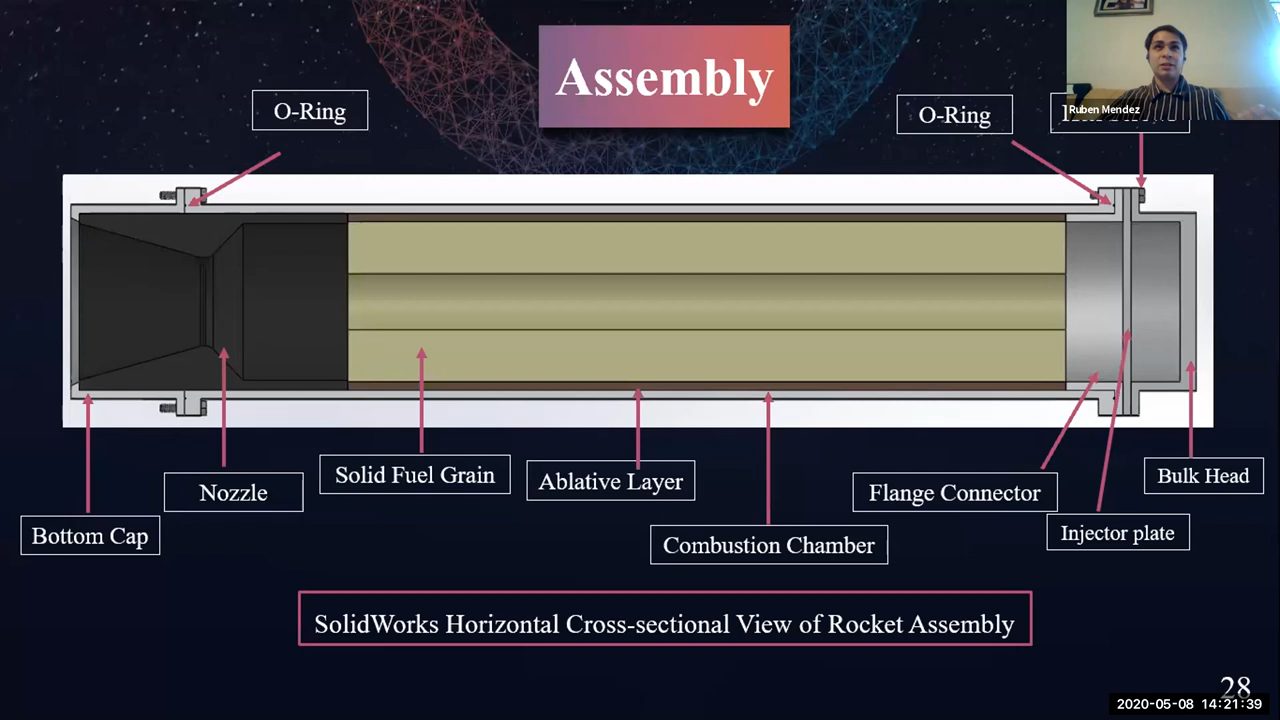 Assembly
O-Ring
O-Ring
Ruben Mendez
Solid Fuel Grain
Ablative Layer
Nozzle
Flange Connector
Bulk Head
Bottom Cap
Combustion Chamber
Injector plate
SolidWorks Horizontal Cross-sectional View of Rocket Assembly
28
2020-05-08 14:21:39